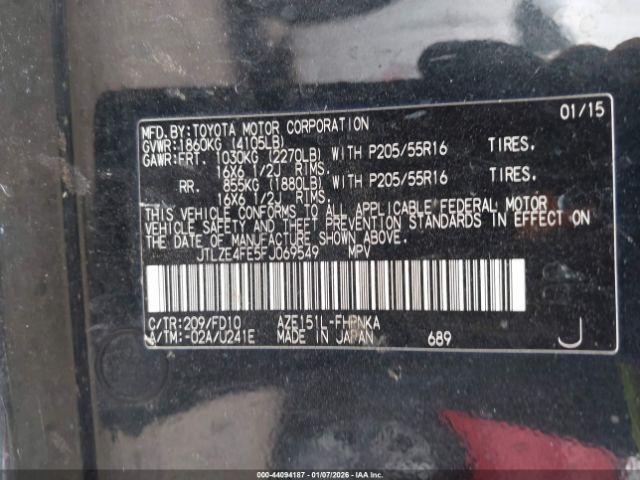 01/15
MFD.BY:TOYOTA MOTOR CORPORATION
GVWR:1860KG (4105LB)
GAWR:FRT. 1030KG (2270LB) WITH P205/55R16 TIRES.
16X6 1/2J RIMS.
RR. 855KG (1880LB) WITH P205/55R16 TIRES.
16X6 1/2J RIMS.
THIS VEHICLE CONFORMS TO ALL APPLICABLE FEDERAL MOTOR
VEHICLE SAFETY AND THEFT PREVENTION STANDARDS IN EFFECT ON
THE DATE OF MANUFACTURE SHOWN ABOVE.
JTLZE4FE5FJ069549 MPV
C/TR:209/FD10 AZE151L-FHPNKA
A/TM:-02A/U241E MADE IN JAPAN 689 J
000-44094187 | 01/07/2026 - IAA Inc.